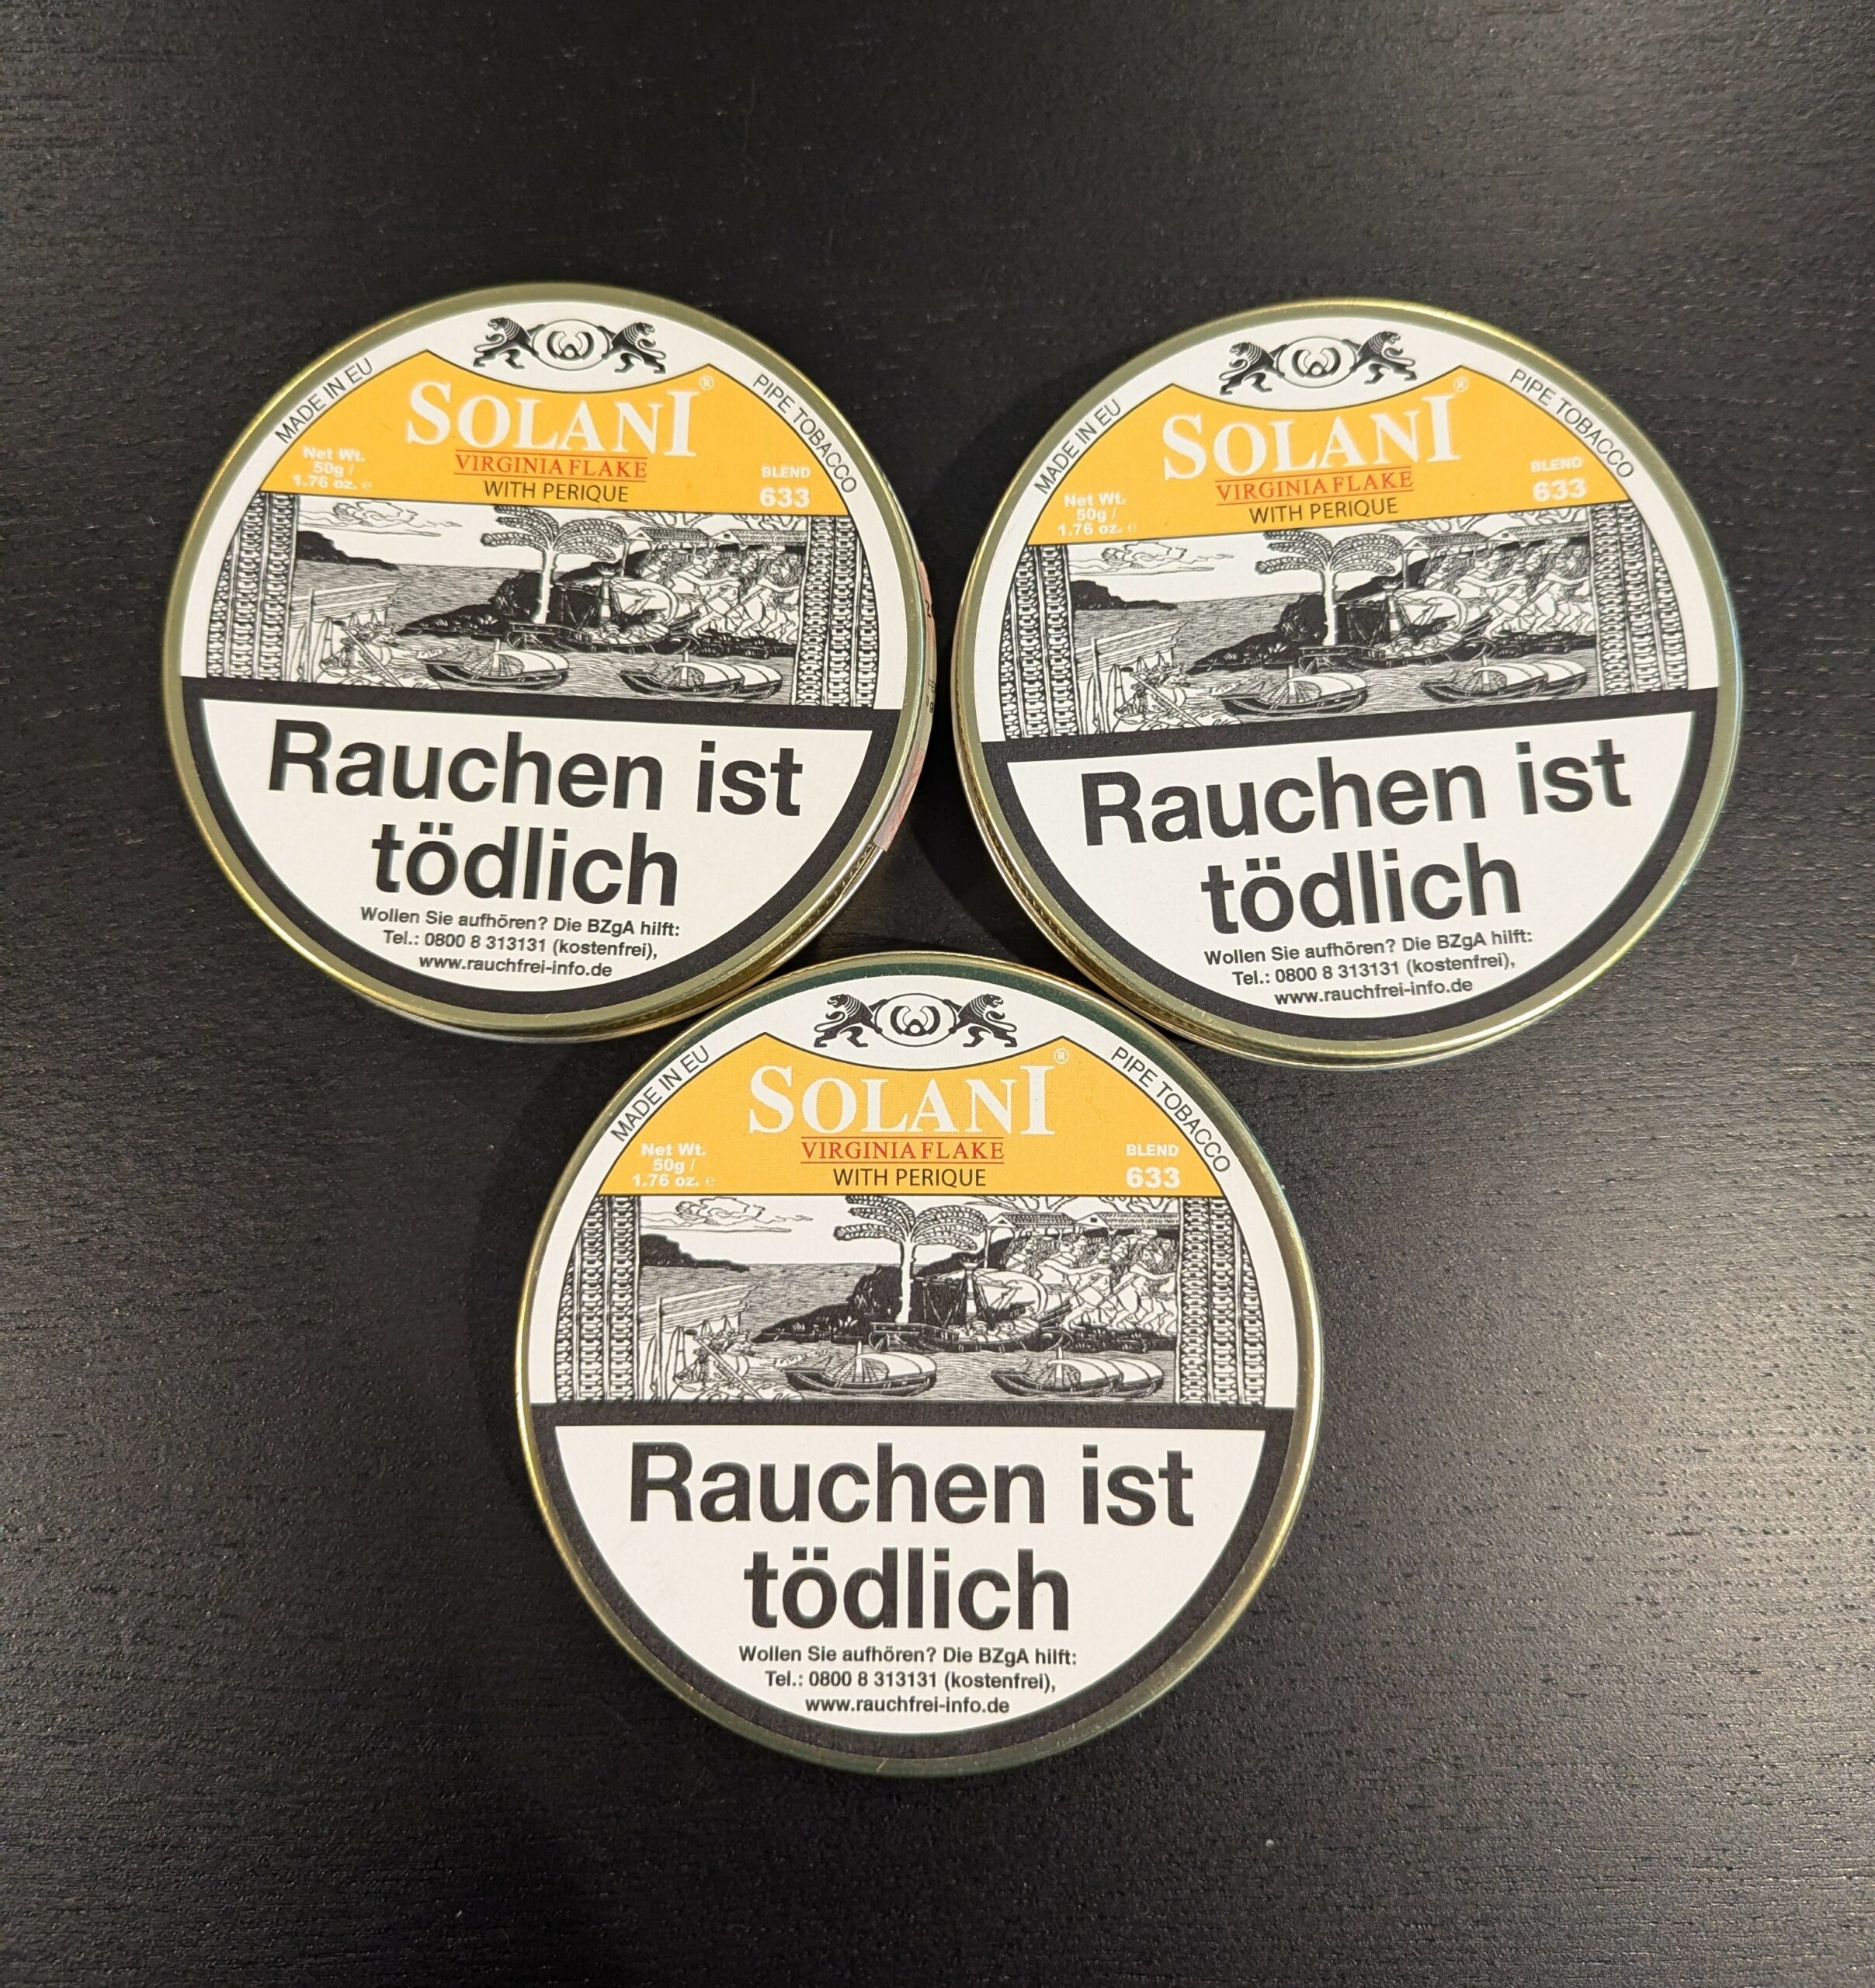 MADE IN EU
PIPE TOBACCO
SOLANI®
VIRGINIA FLAKE
WITH PERIQUE
Net Wt.
50g /
1.76 oz. e
BLEND
633
Rauchen ist
tödlich
Wollen Sie aufhören? Die BZgA hilft:
Tel.: 0800 8 313131 (kostenfrei),
www.rauchfrei-info.de
MADE IN EU
PIPE TOBACCO
SOLANI®
VIRGINIA FLAKE
WITH PERIQUE
Net Wt.
50g /
1.76 oz. e
BLEND
633
Rauchen ist
tödlich
Wollen Sie aufhören? Die BZgA hilft:
Tel.: 0800 8 313131 (kostenfrei),
www.rauchfrei-info.de
MADE IN EU
PIPE TOBACCO
SOLANI®
VIRGINIA FLAKE
WITH PERIQUE
Net Wt.
50g /
1.76 oz. e
BLEND
633
Rauchen ist
tödlich
Wollen Sie aufhören? Die BZgA hilft:
Tel.: 0800 8 313131 (kostenfrei),
www.rauchfrei-info.de